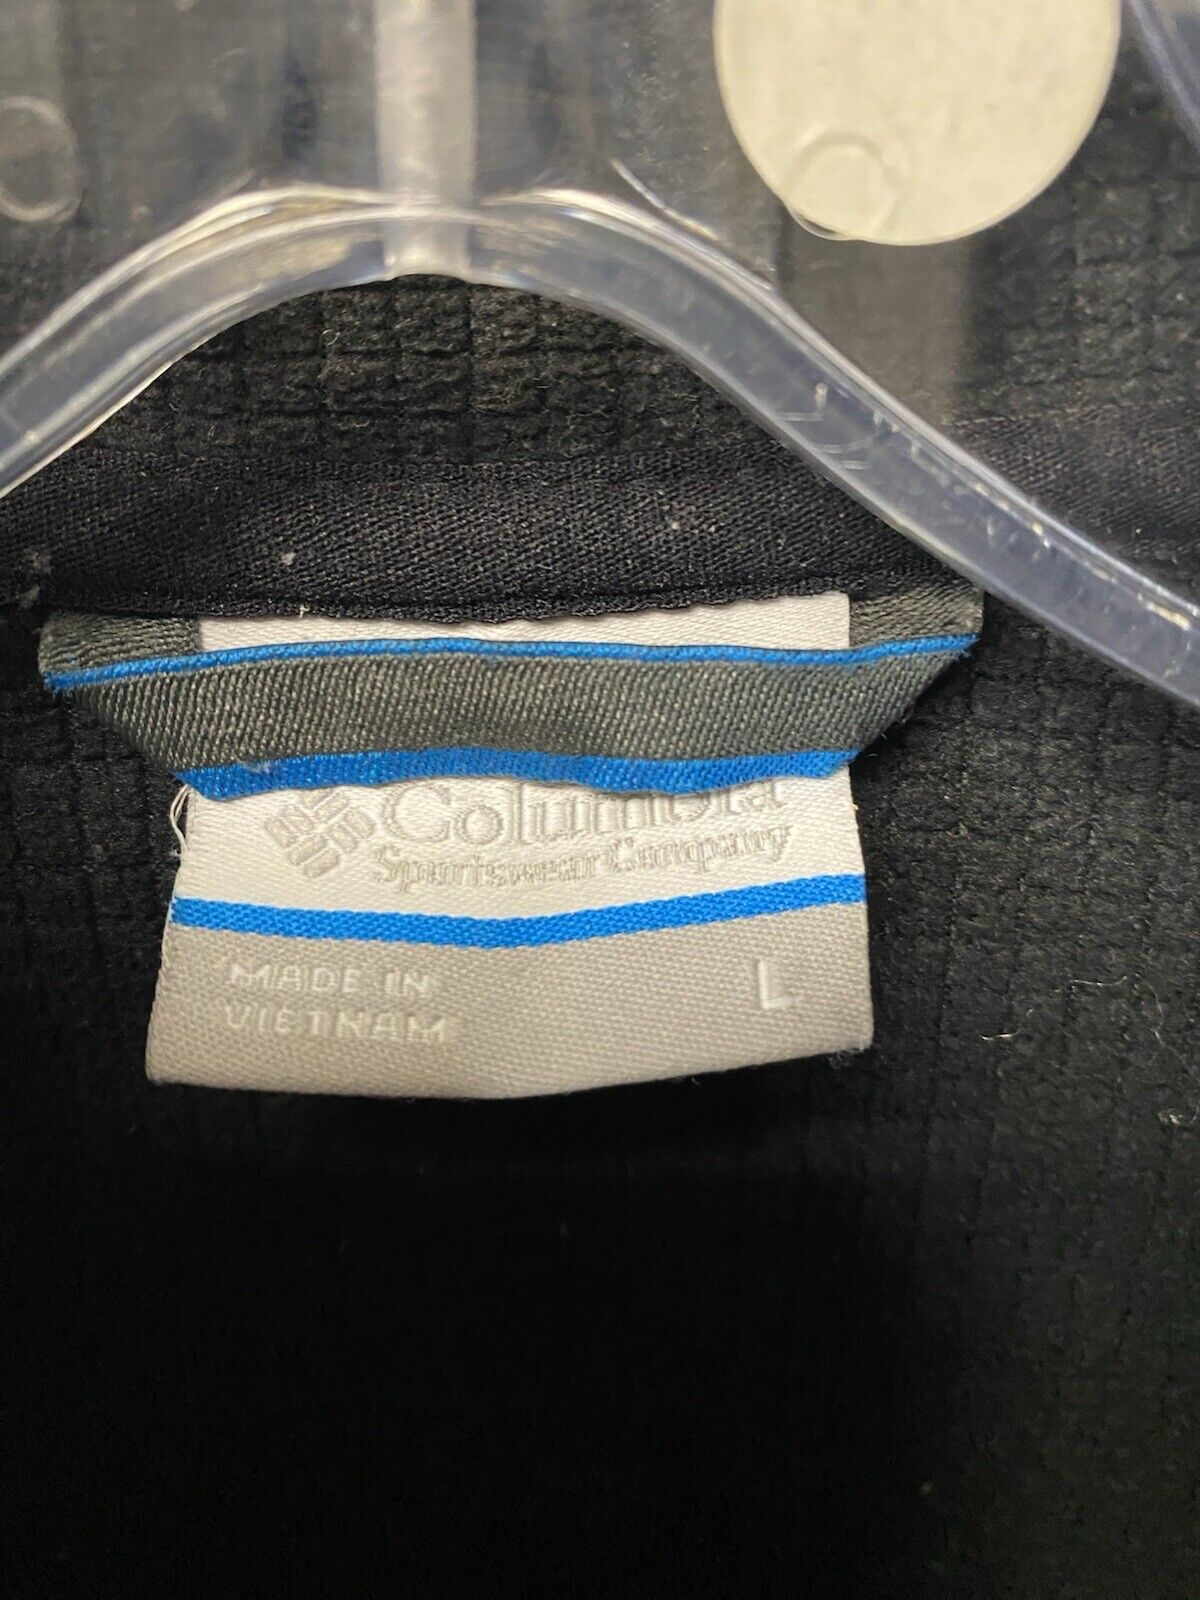 Columbia
Sportswear Company
MADE IN
VIETNAM
L